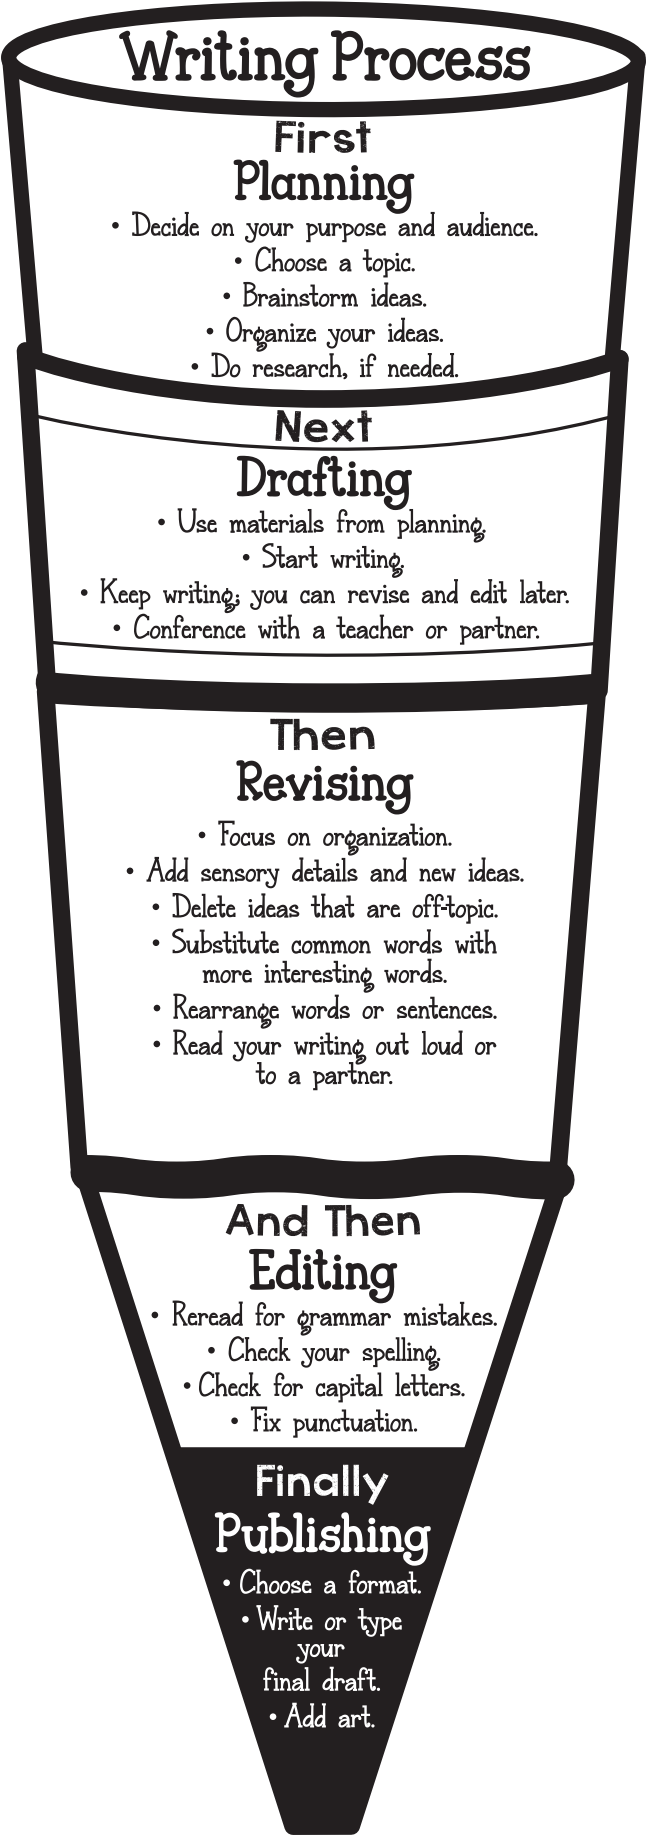 Writing Process
First
Planning
• Decide on your purpose and audience.
• Choose a topic.
• Brainstorm ideas.
• Organize your ideas.
• Do research, if needed.
Next
Drafting
• Use materials from planning.
• Start writing.
• Keep writing; you can revise and edit later.
• Conference with a teacher or partner.
Then
Revising
• Focus on organization.
• Add sensory details and new ideas.
• Delete ideas that are off-topic.
• Substitute common words with
more interesting words.
• Rearrange words or sentences.
• Read your writing out loud or
to a partner.
And Then
Editing
• Reread for grammar mistakes.
• Check your spelling.
• Check for capital letters.
• Fix punctuation.
Finally
Publishing
• Choose a format.
• Write or type
your
final draft.
• Add art.